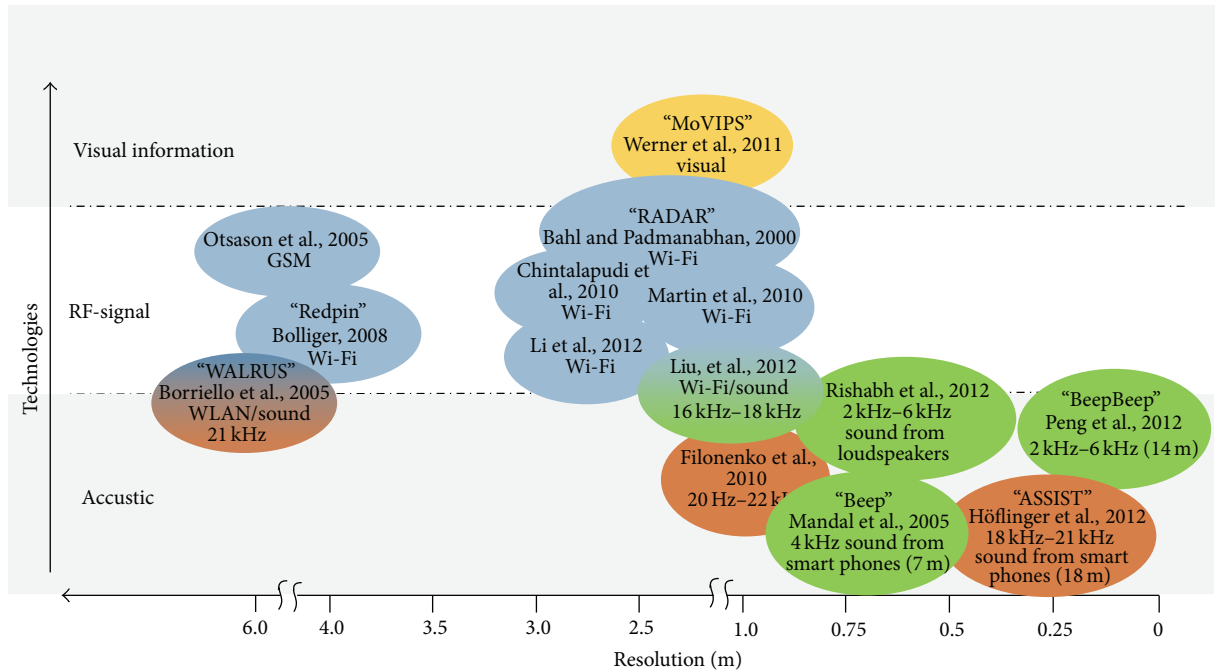 Technologies
Visual information
RF-signal
Accustic
“MoVIPS”
Werner et al., 2011
visual
“RADAR”
Bahl and Padmanabhan, 2000
Wi-Fi
Otsason et al., 2005
GSM
Chintalapudi et
al., 2010
Wi-Fi
Martin et al., 2010
Wi-Fi
“Redpin”
Bolliger, 2008
Wi-Fi
Li et al., 2012
Wi-Fi
“WALRUS”
Borriello et al., 2005
WLAN/sound
21 kHz
Liu, et al., 2012
Wi-Fi/sound
16 kHz–18 kHz
Rishabh et al., 2012
2 kHz–6 kHz
sound from
loudspeakers
“BeepBeep”
Peng et al., 2012
2 kHz–6 kHz (14 m)
Filonenko et al.,
2010
20 Hz–22 k
“Beep”
Mandal et al., 2005
4 kHz sound from
smart phones (7 m)
“ASSIST”
Höflinger et al., 2012
18 kHz–21 kHz
sound from smart
phones (18 m)
6.0 4.0 3.5 3.0 2.5 1.0 0.75 0.5 0.25 0
Resolution (m)